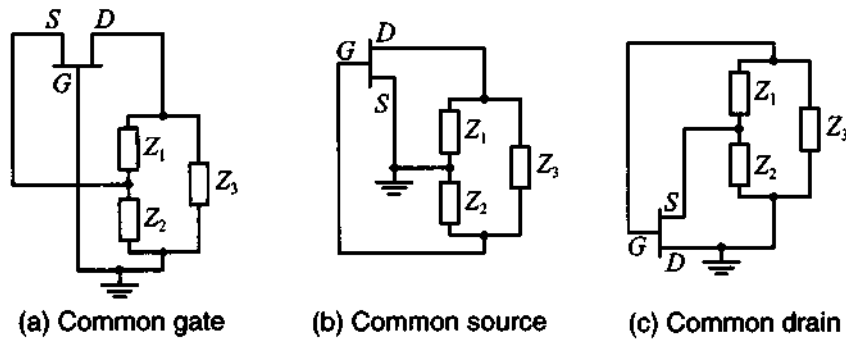 S D
G
Z1
Z2
Z3
(a) Common gate
G D
S
Z1
Z2
Z3
(b) Common source
Z1
Z2
Z3
S
G D
(c) Common drain